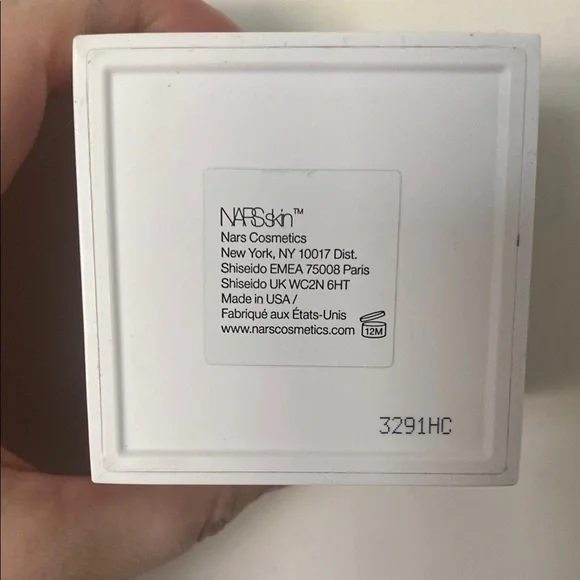 NARSskin™
Nars Cosmetics
New York, NY 10017 Dist.
Shiseido EMEA 75008 Paris
Shiseido UK WC2N 6HT
Made in USA /
Fabriqué aux États-Unis
www.narscosmetics.com 12M
3291HC